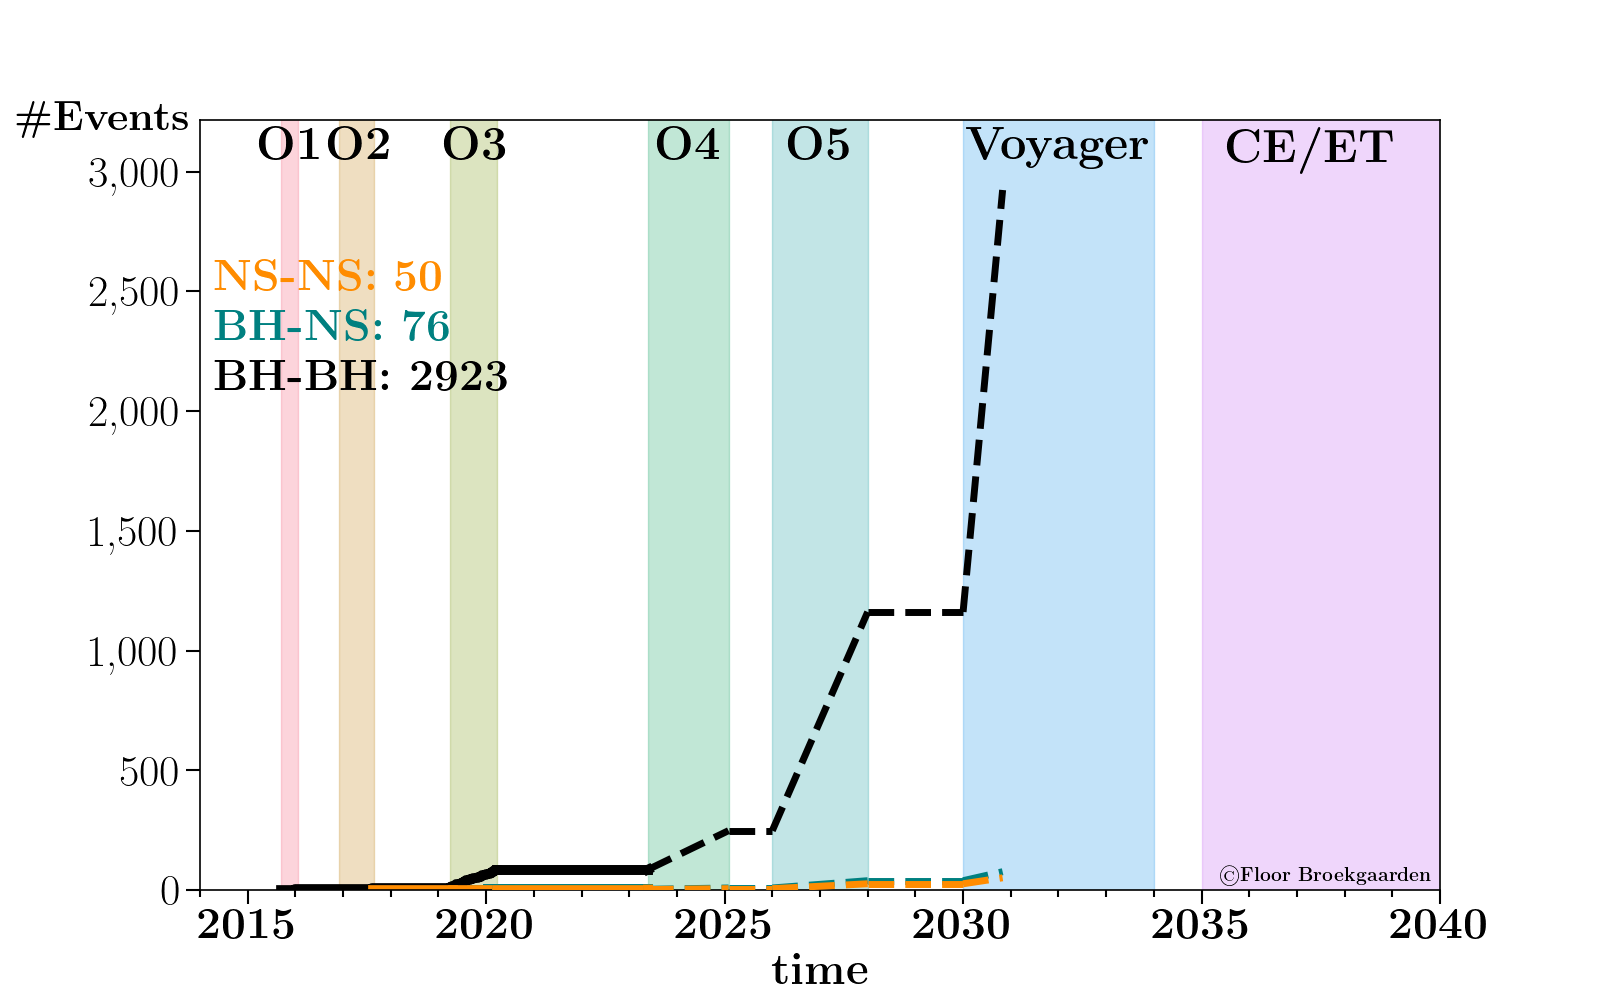 #Events
O1 O2 O3 O4 O5 Voyager CE/ET
3,000
NS-NS: 50
2,500
BH-NS: 76
BH-BH: 2923
2,000
1,500
1,000
500
©Floor Broekgaarden
0
2015 2020 2025 2030 2035 2040
time